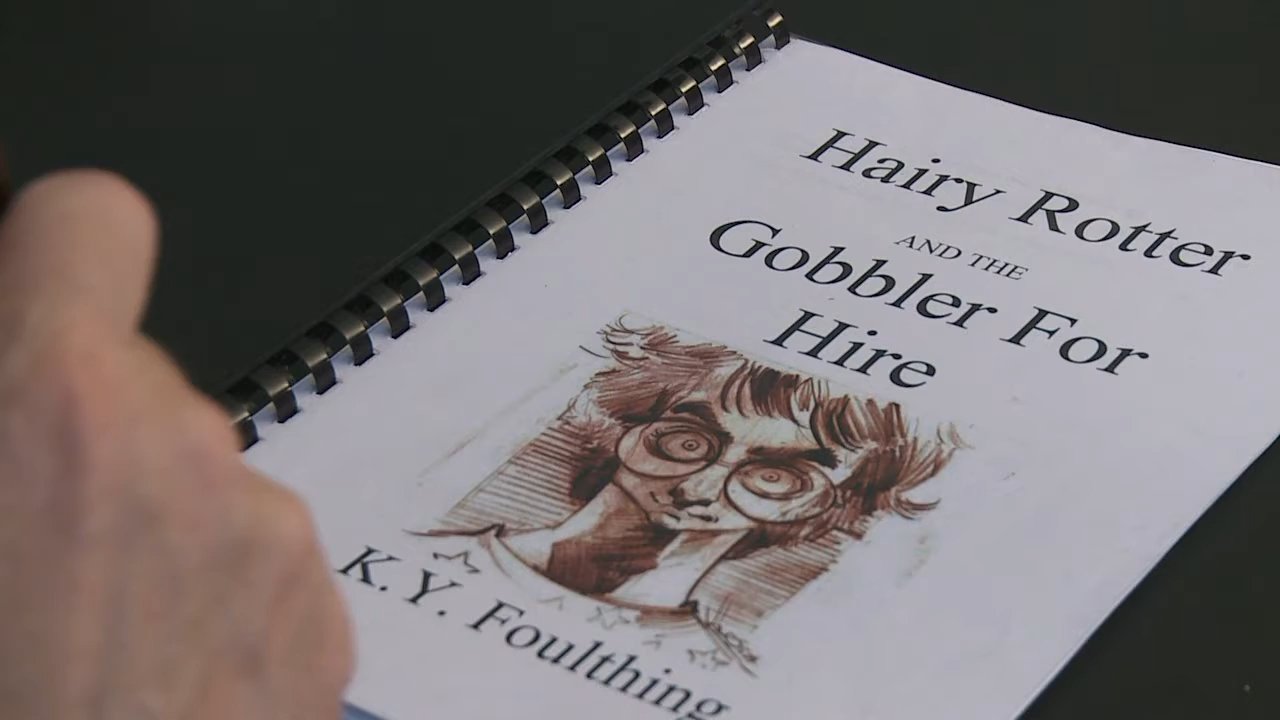 Hairy Rotter
AND THE
Gobbler For
Hire
K.Y. Foulthing